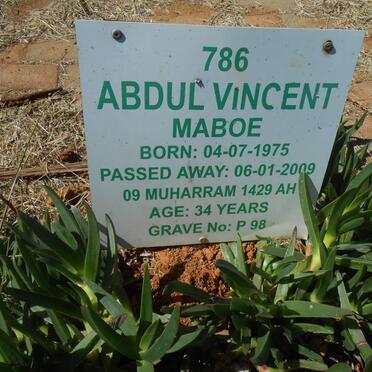 786
ABDUL VINCENT
MABOE
BORN: 04-07-1975
PASSED AWAY: 06-01-2009
09 MUHARRAM 1429 AH
AGE: 34 YEARS
GRAVE No: P 98